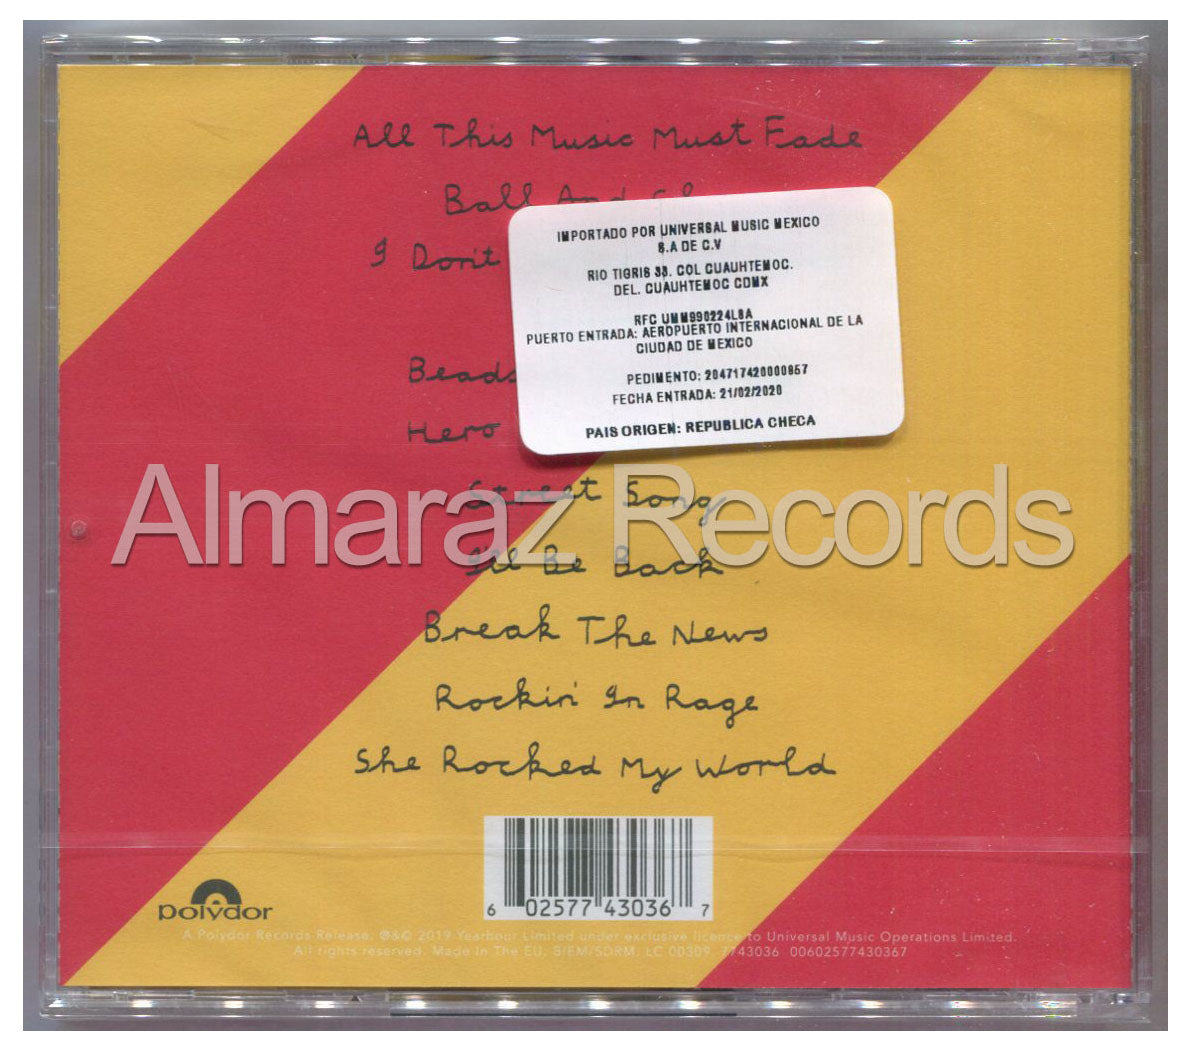 All This Music Must Fade
Ball And
I Don't
Beads
Hero
Street Song
I'll Be Back
Break The News
Rockin' In Rage
She Rocked My World
IMPORTADO POR UNIVERSAL MUSIC MEXICO
S.A DE C.V
RIO TIGRIS 33. COL CUAUHTEMOC.
DEL. CUAUHTEMOC CDMX
RFC UMM990224L8A
PUERTO ENTRADA: AEROPUERTO INTERNACIONAL DE LA
CIUDAD DE MEXICO
PEDIMENTO: 204717420000857
FECHA ENTRADA: 21/02/2020
PAIS ORIGEN: REPUBLICA CHECA
Almaraz Records
6 02577 43036 7
polydor
A Polydor Records Release. ℗&© 2019 Yearhour Limited under exclusive licence to Universal Music Operations Limited.
All rights reserved. Made In The EU. BIEM/SDRM. LC 00309 7743036 00602577430367